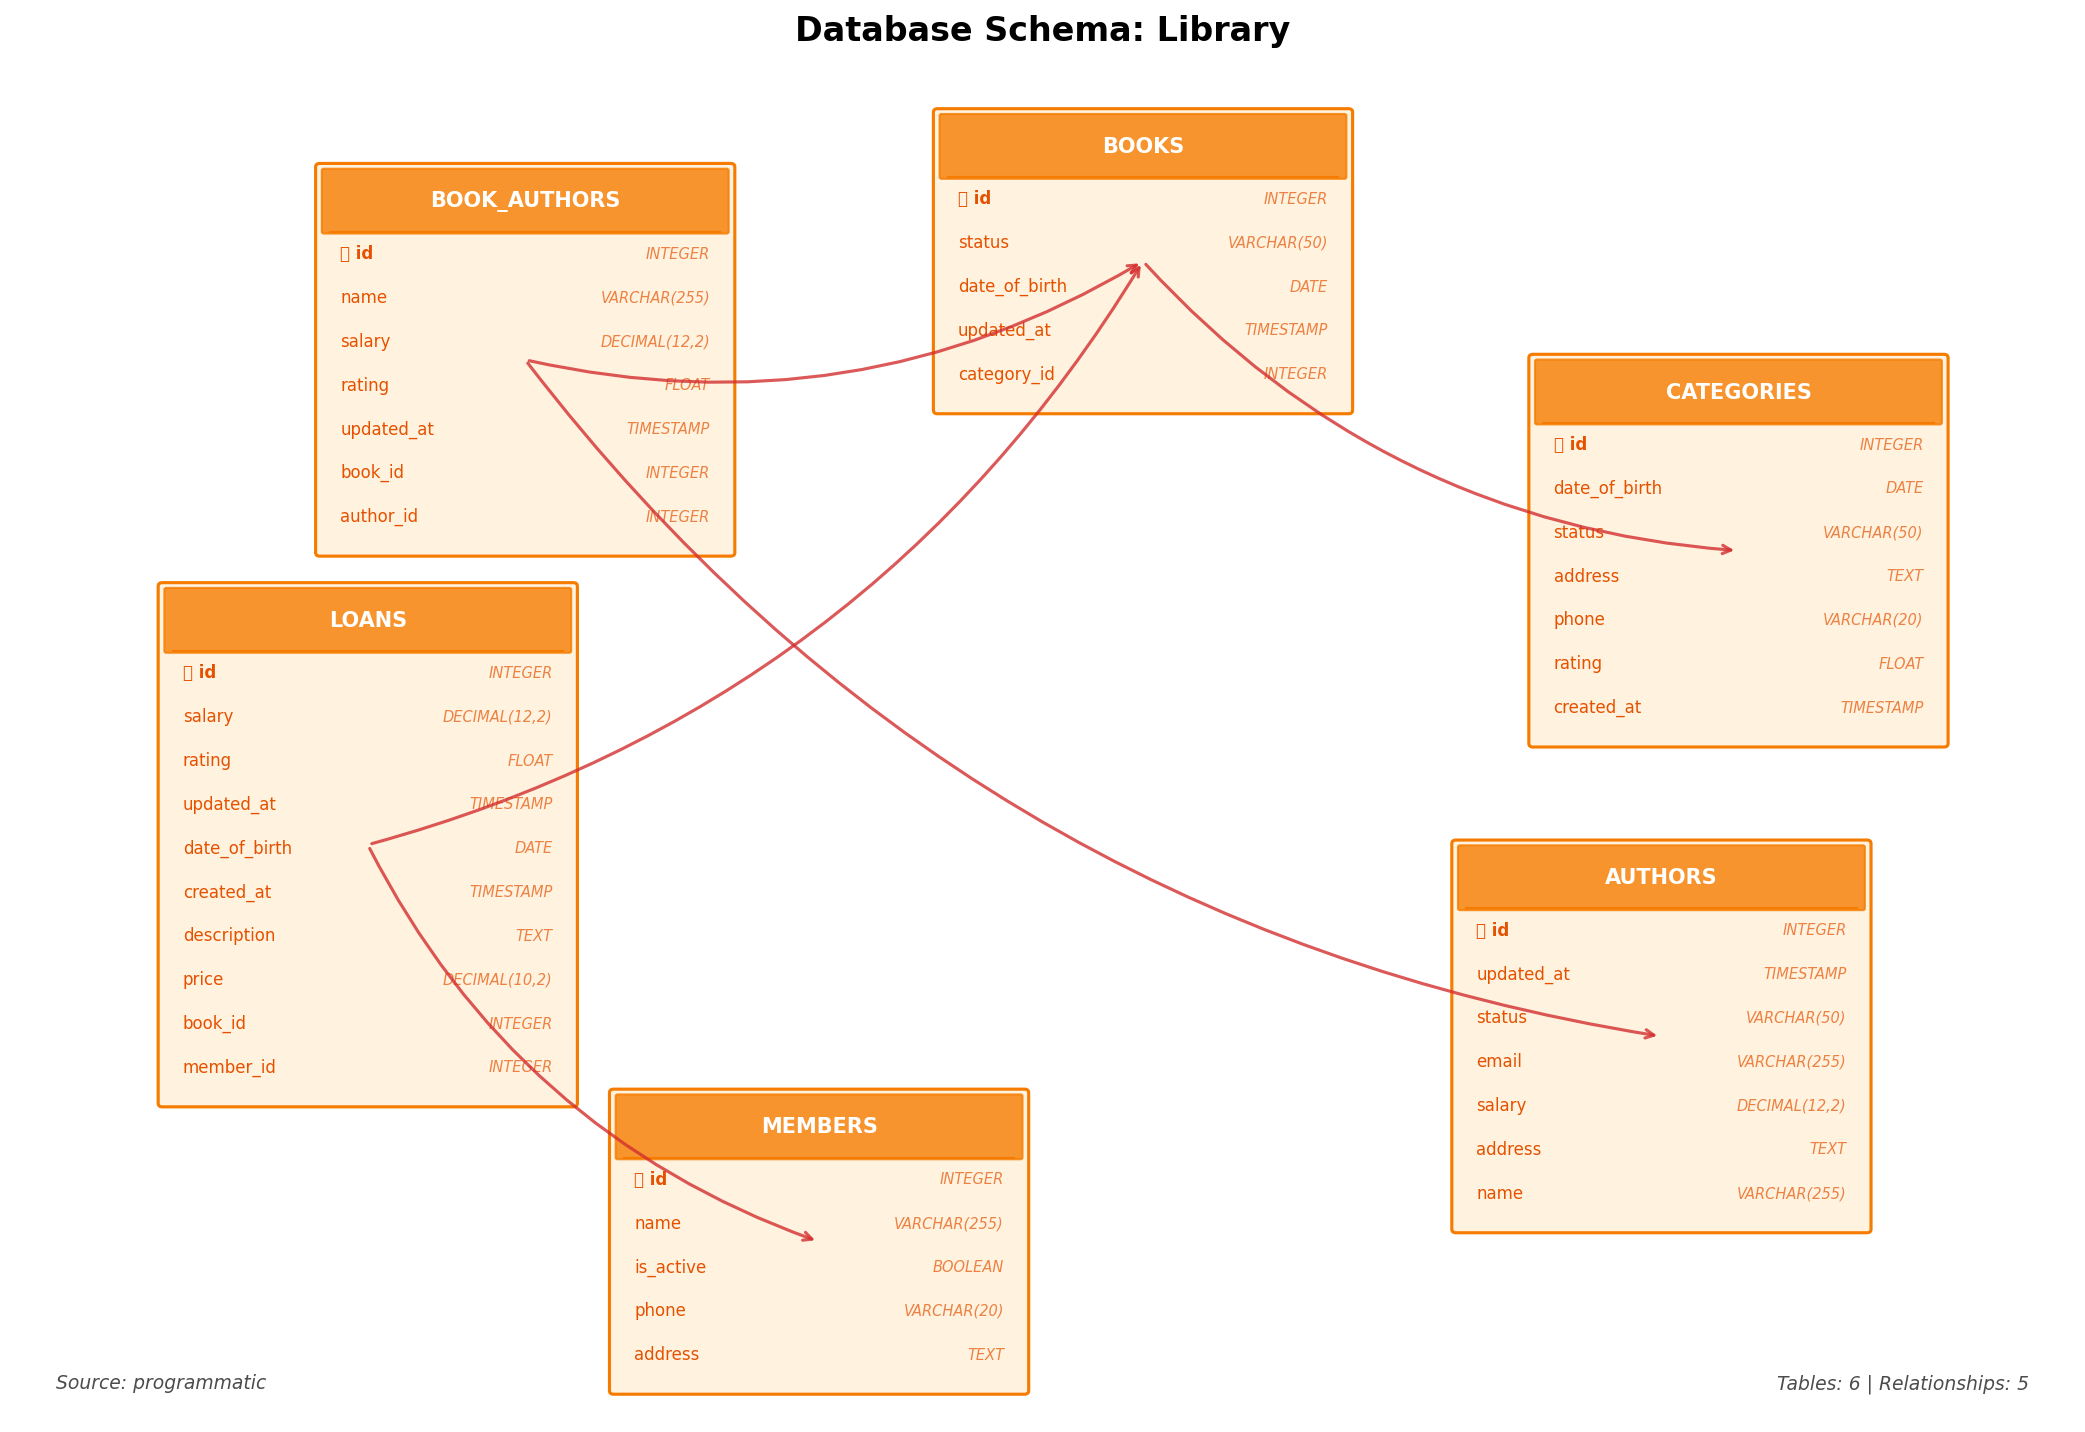 Database Schema: Library
BOOKS
id INTEGER
status VARCHAR(50)
date_of_birth DATE
updated_at TIMESTAMP
category_id INTEGER
BOOK_AUTHORS
id INTEGER
name VARCHAR(255)
salary DECIMAL(12,2)
rating FLOAT
updated_at TIMESTAMP
book_id INTEGER
author_id INTEGER
CATEGORIES
id INTEGER
date_of_birth DATE
status VARCHAR(50)
address TEXT
phone VARCHAR(20)
rating FLOAT
created_at TIMESTAMP
LOANS
id INTEGER
salary DECIMAL(12,2)
rating FLOAT
updated_at TIMESTAMP
date_of_birth DATE
created_at TIMESTAMP
description TEXT
price DECIMAL(10,2)
book_id INTEGER
member_id INTEGER
AUTHORS
id INTEGER
updated_at TIMESTAMP
status VARCHAR(50)
email VARCHAR(255)
salary DECIMAL(12,2)
address TEXT
name VARCHAR(255)
MEMBERS
id INTEGER
name VARCHAR(255)
is_active BOOLEAN
phone VARCHAR(20)
address TEXT
Source: programmatic
Tables: 6 | Relationships: 5